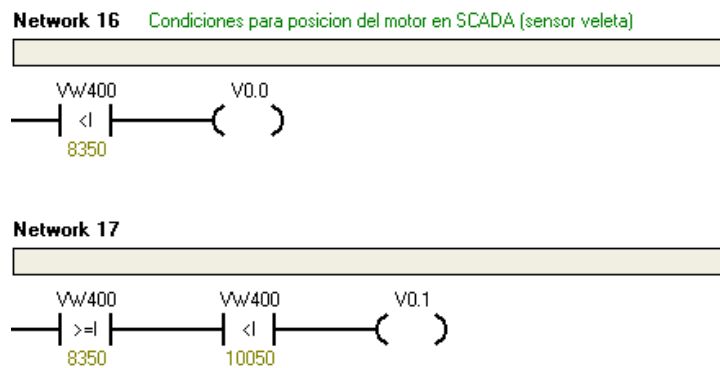 Network 16 Condiciones para posicion del motor en SCADA (sensor veleta)
VW400 V0.0
<I
8350
Network 17
VW400 VW400 V0.1
>=I <I
8350 10050